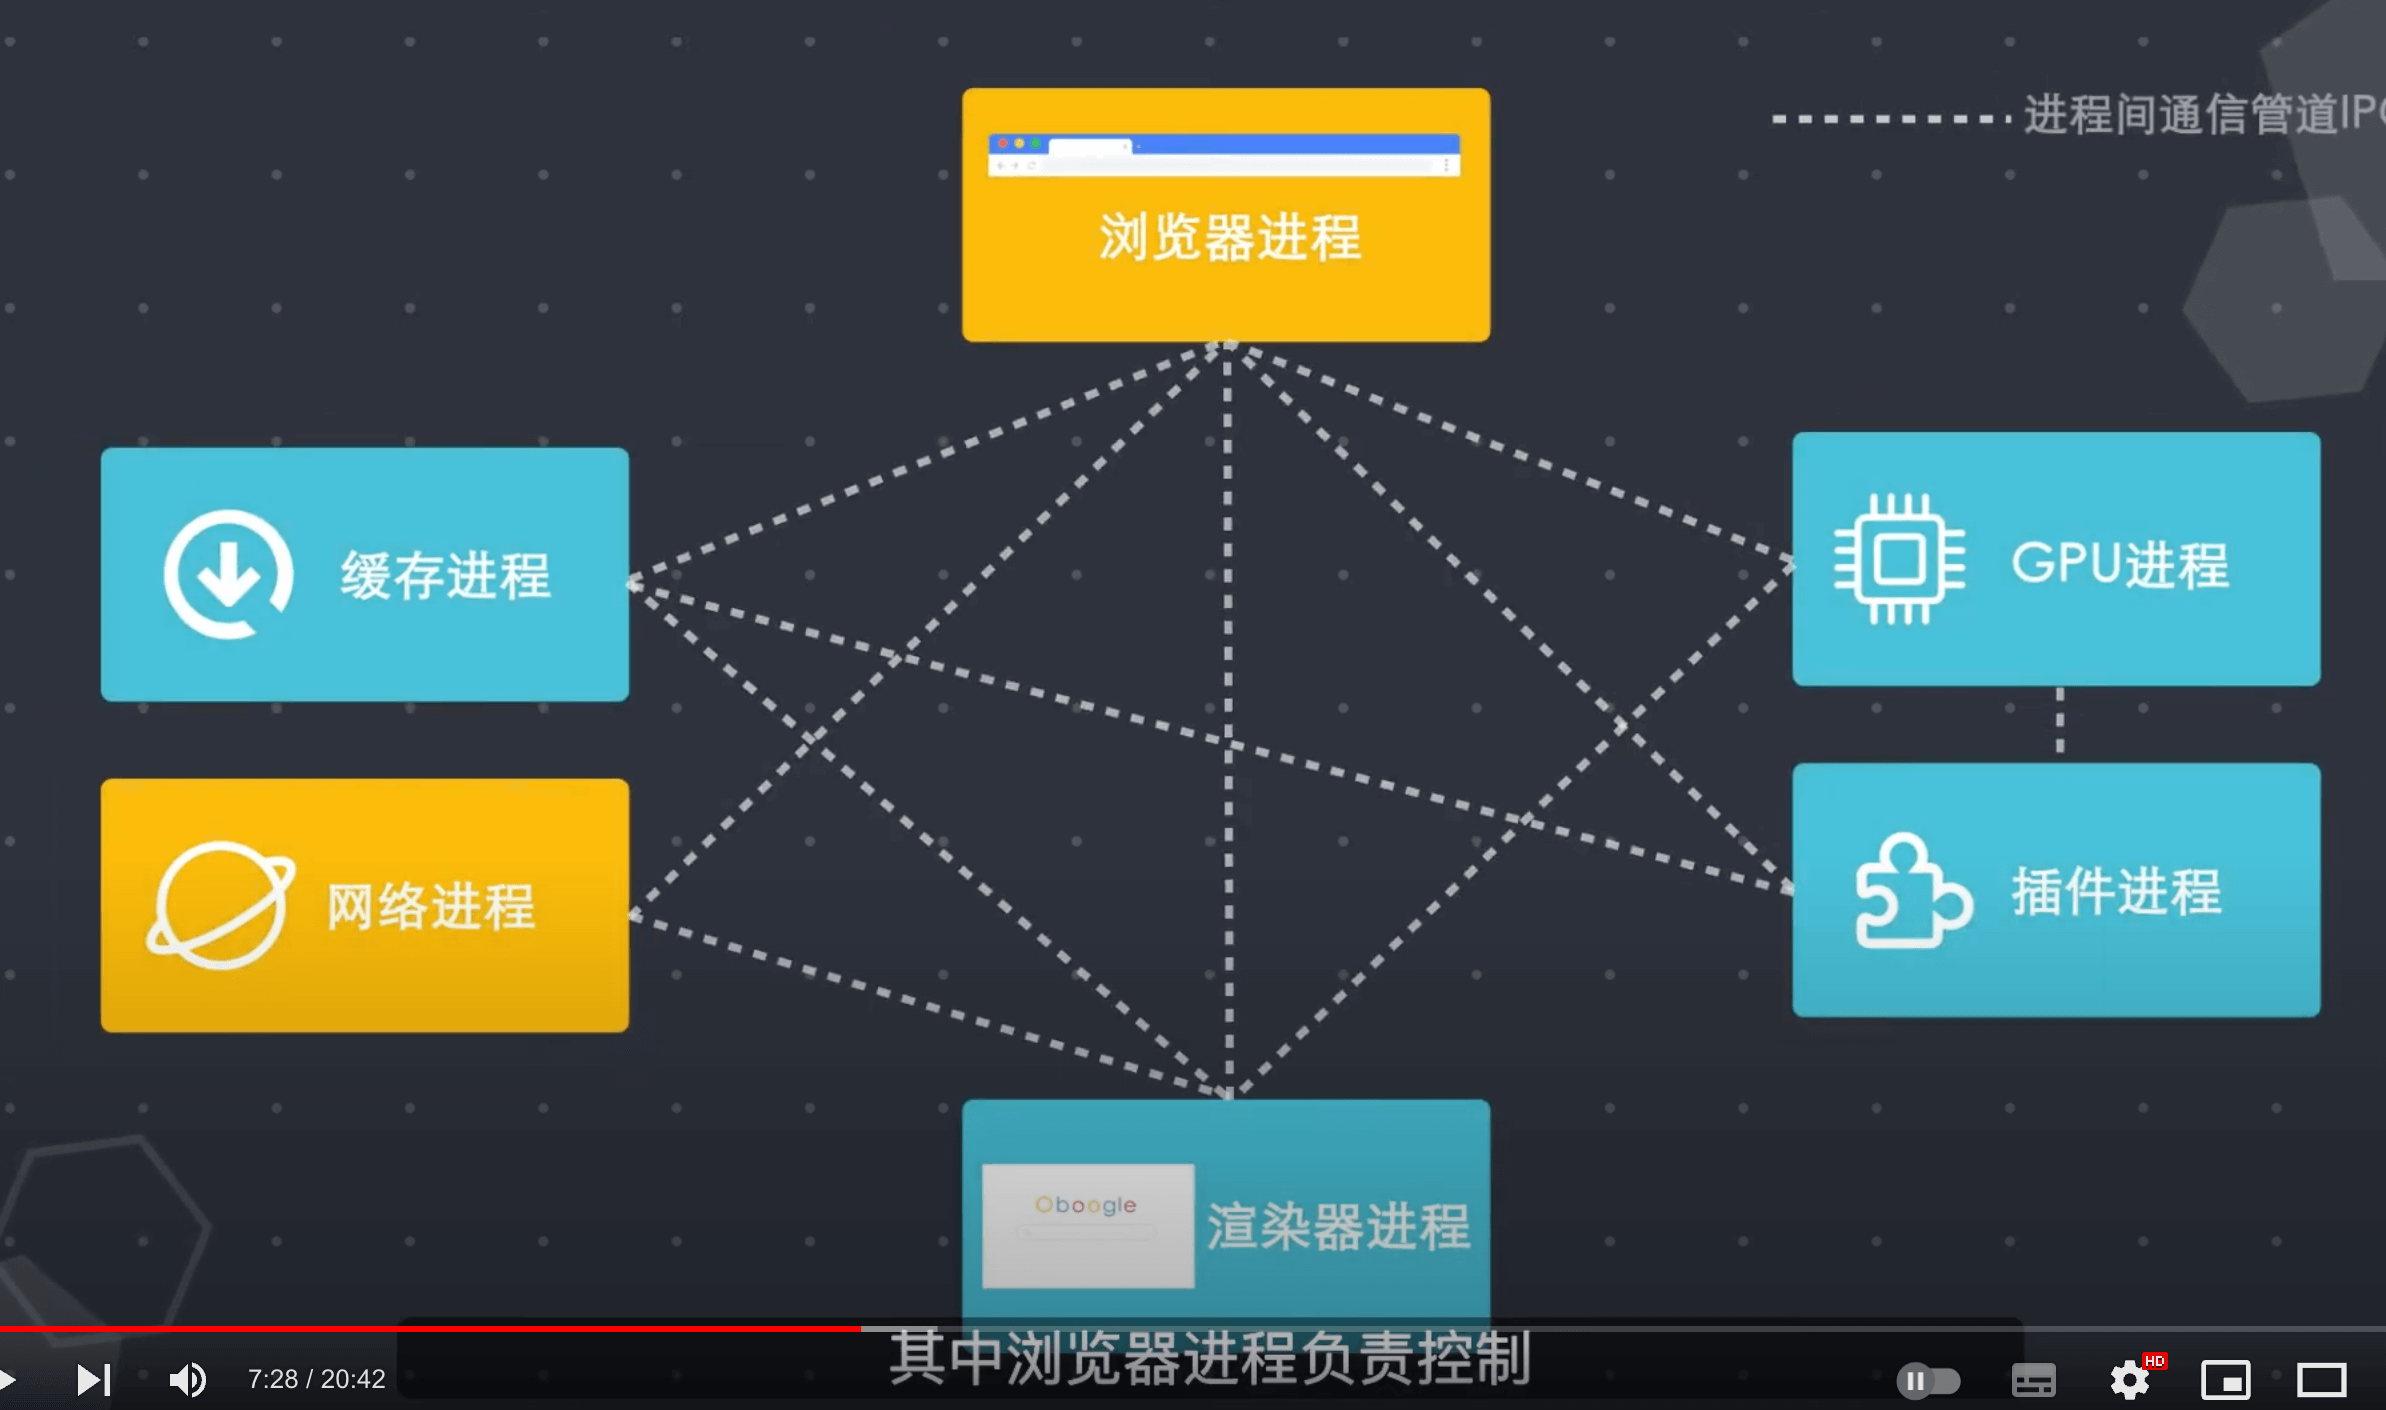 进程间通信管道IPC
浏览器进程
缓存进程
GPU进程
网络进程
插件进程
Oboogle
渲染器进程
其中浏览器进程负责控制
7:28 / 20:42
HD